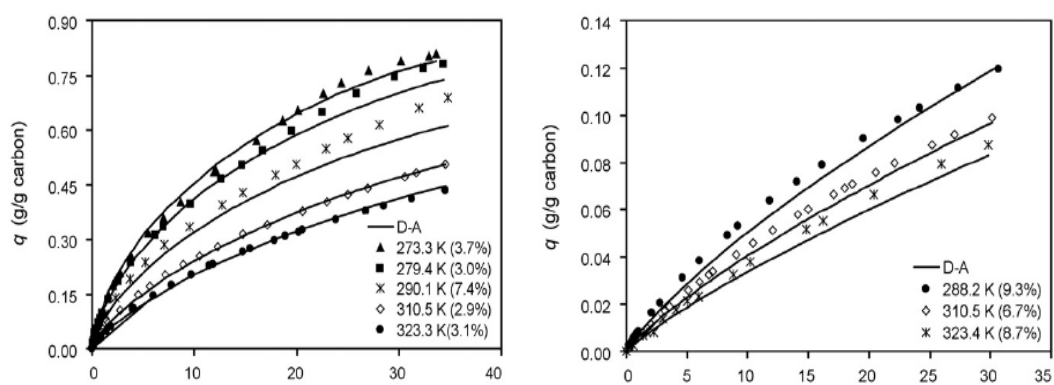 0.90
0.75
0.60
0.45
0.30
0.15
0.00
q (g/g carbon)
0
10
20
30
40
D-A
273.3 K (3.7%)
279.4 K (3.0%)
290.1 K (7.4%)
310.5 K (2.9%)
323.3 K (3.1%)
0.14
0.12
0.10
0.08
0.06
0.04
0.02
0.00
q (g/g carbon)
0
5
10
15
20
25
30
35
D-A
288.2 K (9.3%)
310.5 K (6.7%)
323.4 K (8.7%)